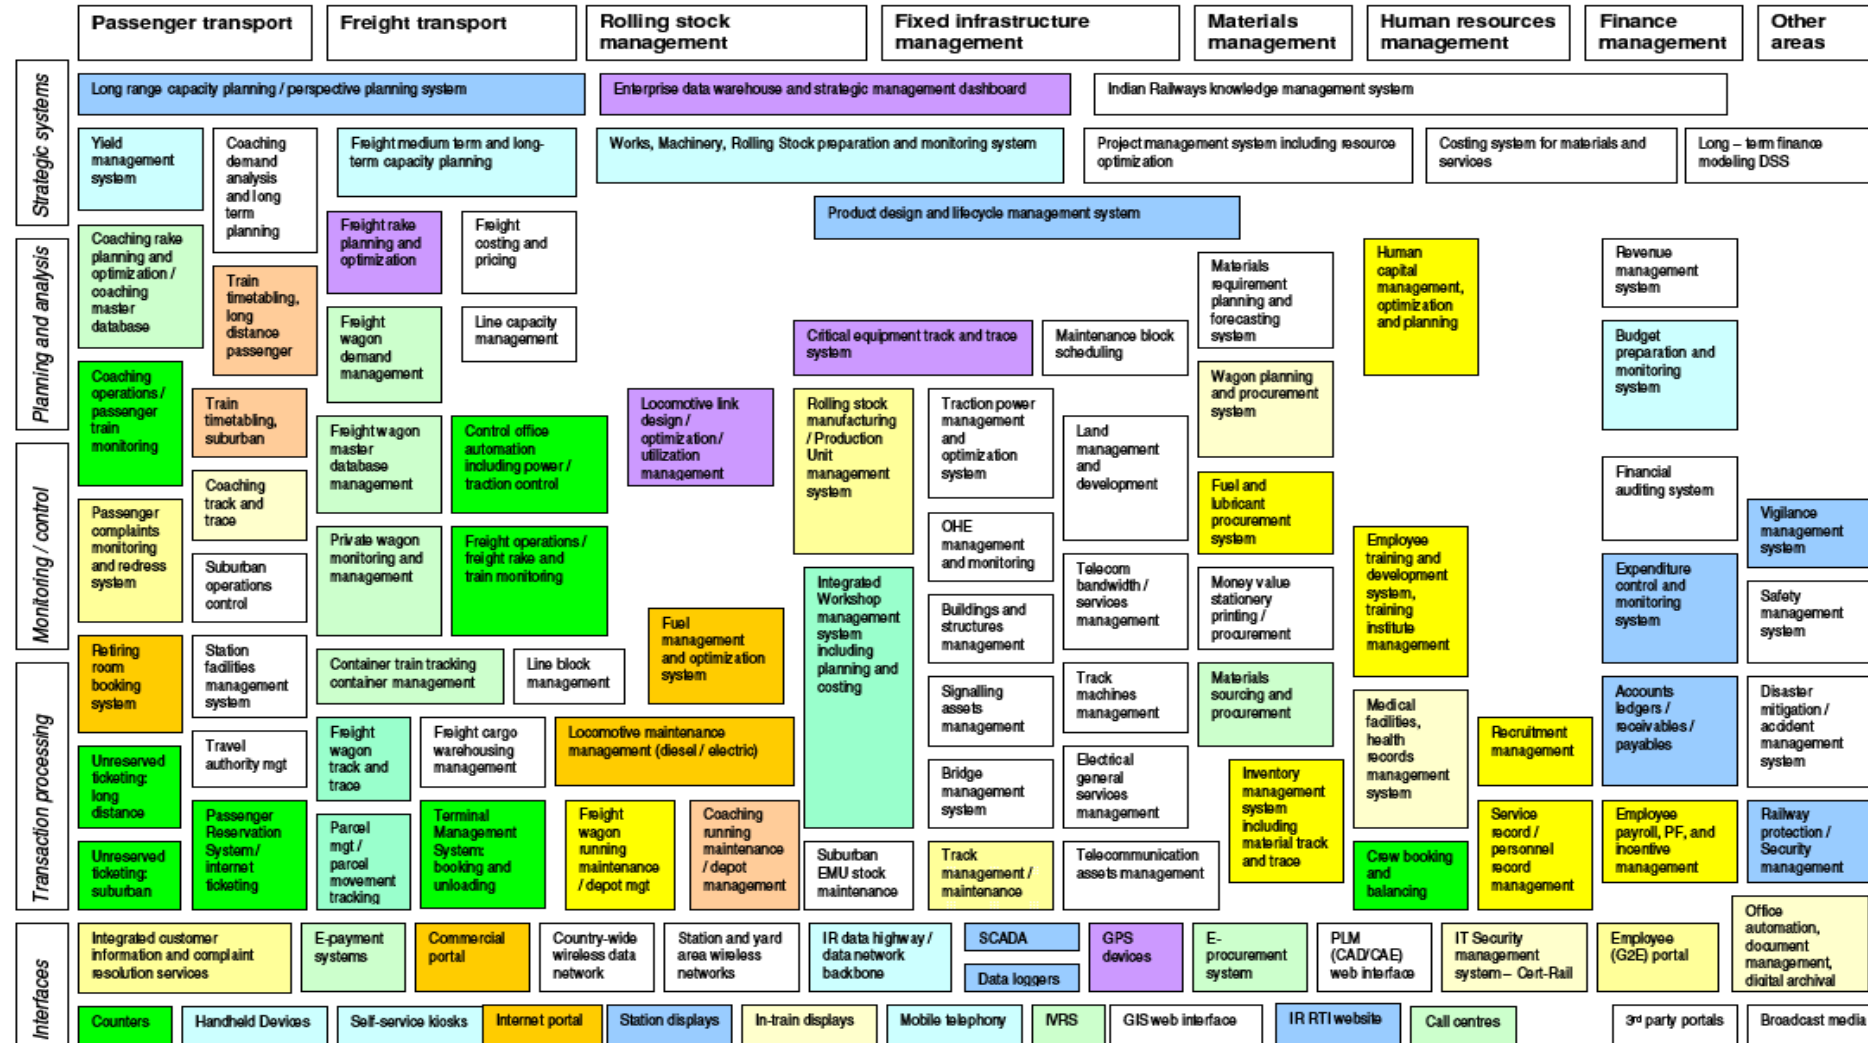 Passenger transport
Freight transport
Rolling stock
management
Fixed infrastructure
management
Materials
management
Human resources
management
Finance
management
Other
areas
Strategic systems
Long range capacity planning / perspective planning system
Enterprise data warehouse and strategic management dashboard
Indian Railways knowledge management system
Yield
management
system
Coaching
demand
analysis
and long
term
planning
Freight medium term and long-
term capacity planning
Works, Machinery, Rolling Stock preparation and monitoring system
Project management system including resource
optimization
Costing system for materials and
services
Long – term finance
modeling DSS
Product design and lifecycle management system
Planning and analysis
Coaching rake
planning and
optimization /
coaching
master
database
Train
timetabling,
long
distance
passenger
Freight rake
planning and
optimization
Freight
costing and
pricing
Freight
wagon
demand
management
Line capacity
management
Critical equipment track and trace
system
Maintenance block
scheduling
Materials
requirement
planning and
forecasting
system
Human
capital
management,
optimization
and planning
Revenue
management
system
Budget
preparation and
monitoring
system
Wagon planning
and procurement
system
Coaching
operations /
passenger
train
monitoring
Train
timetabling,
suburban
Freight wagon
master
database
management
Control office
automation
including power /
traction control
Locomotive link
design /
optimization /
utilization
management
Rolling stock
manufacturing
/ Production
Unit
management
system
Traction power
management
and
optimization
system
Land
management
and
development
Monitoring / control
Passenger
complaints
monitoring
and redress
system
Coaching
track and
trace
Suburban
operations
control
Private wagon
monitoring and
management
Freight operations /
freight rake and
train monitoring
OHE
management
and monitoring
Telecom
bandwidth /
services
management
Buildings and
structures
management
Fuel and
lubricant
procurement
system
Money value
stationery
printing /
procurement
Employee
training and
development
system,
training
institute
management
Financial
auditing system
Expenditure
control and
monitoring
system
Vigilance
management
system
Safety
management
system
Integrated
Workshop
management
system
including
planning and
costing
Fuel
management
and optimization
system
Transaction processing
Retiring
room
booking
system
Station
facilities
management
system
Container train tracking
container management
Line block
management
Signalling
assets
management
Track
machines
management
Materials
sourcing and
procurement
Medical
facilities,
health
records
management
system
Accounts
ledgers /
receivables /
payables
Disaster
mitigation /
accident
management
system
Unreserved
ticketing:
long
distance
Travel
authority mgt
Freight
wagon
track and
trace
Freight cargo
warehousing
management
Locomotive maintenance
management (diesel / electric)
Bridge
management
system
Electrical
general
services
management
Inventory
management
system
including
material track
and trace
Recruitment
management
Unreserved
ticketing:
suburban
Passenger
Reservation
System /
internet
ticketing
Parcel
mgt /
parcel
movement
tracking
Terminal
Management
System:
booking and
unloading
Freight
wagon
running
maintenance
/ depot mgt
Coaching
running
maintenance
/ depot
management
Suburban
EMU stock
maintenance
Track
management /
maintenance
Telecommunication
assets management
Crew booking
and
balancing
Service
record /
personnel
record
management
Employee
payroll, PF, and
incentive
management
Railway
protection /
Security
management
Interfaces
Integrated customer
information and complaint
resolution services
E-payment
systems
Commercial
portal
Country-wide
wireless data
network
Station and yard
area wireless
networks
IR data highway /
data network
backbone
SCADA
Data loggers
GPS
devices
E-
procurement
system
PLM
(CAD/CAE)
web interface
IT Security
management
system – Cert-Rail
Employee
(G2E) portal
Office
automation,
document
management,
digital archival
Counters
Handheld Devices
Self-service kiosks
Internet portal
Station displays
In-train displays
Mobile telephony
IVRS
GIS web interface
IR RTI website
Call centres
3rd party portals
Broadcast media